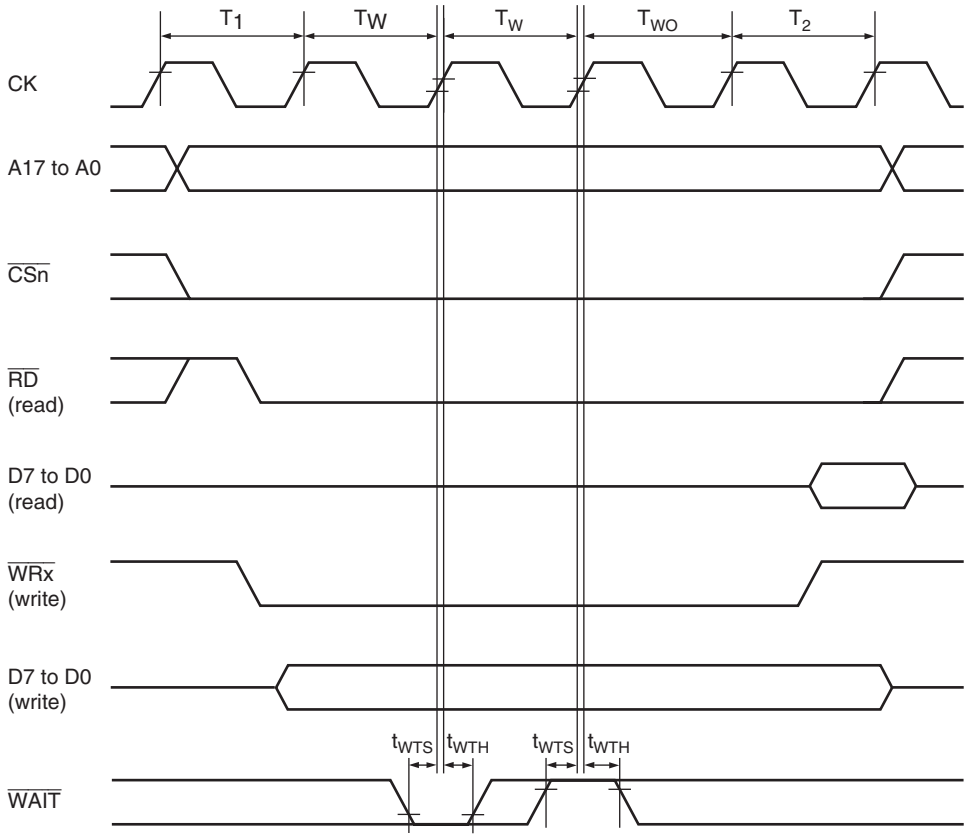 T1 TW TW TWO T2
CK
A17 to A0
CSn
RD
(read)
D7 to D0
(read)
WRx
(write)
D7 to D0
(write)
tWTS tWTH tWTS tWTH
WAIT